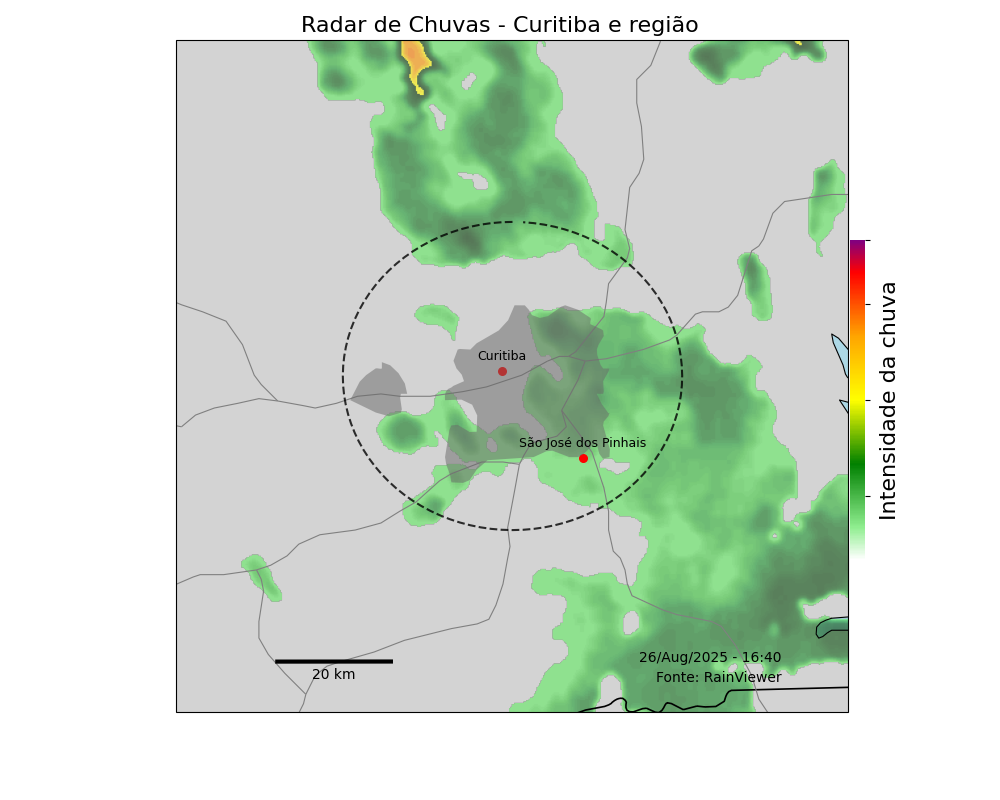 Radar de Chuvas - Curitiba e região
Curitiba
São José dos Pinhais
Intensidade da chuva
26/Aug/2025 - 16:40
Fonte: RainViewer
20 km